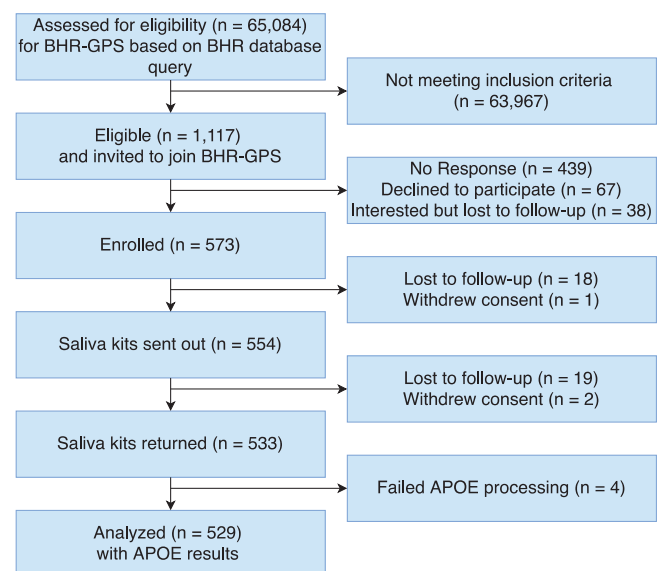 Assessed for eligibility (n = 65,084)
for BHR-GPS based on BHR database
query
Not meeting inclusion criteria
(n = 63,967)
Eligible (n = 1,117)
and invited to join BHR-GPS
No Response (n = 439)
Declined to participate (n = 67)
Interested but lost to follow-up (n = 38)
Enrolled (n = 573)
Lost to follow-up (n = 18)
Withdrew consent (n = 1)
Saliva kits sent out (n = 554)
Lost to follow-up (n = 19)
Withdrew consent (n = 2)
Saliva kits returned (n = 533)
Failed APOE processing (n = 4)
Analyzed (n = 529)
with APOE results